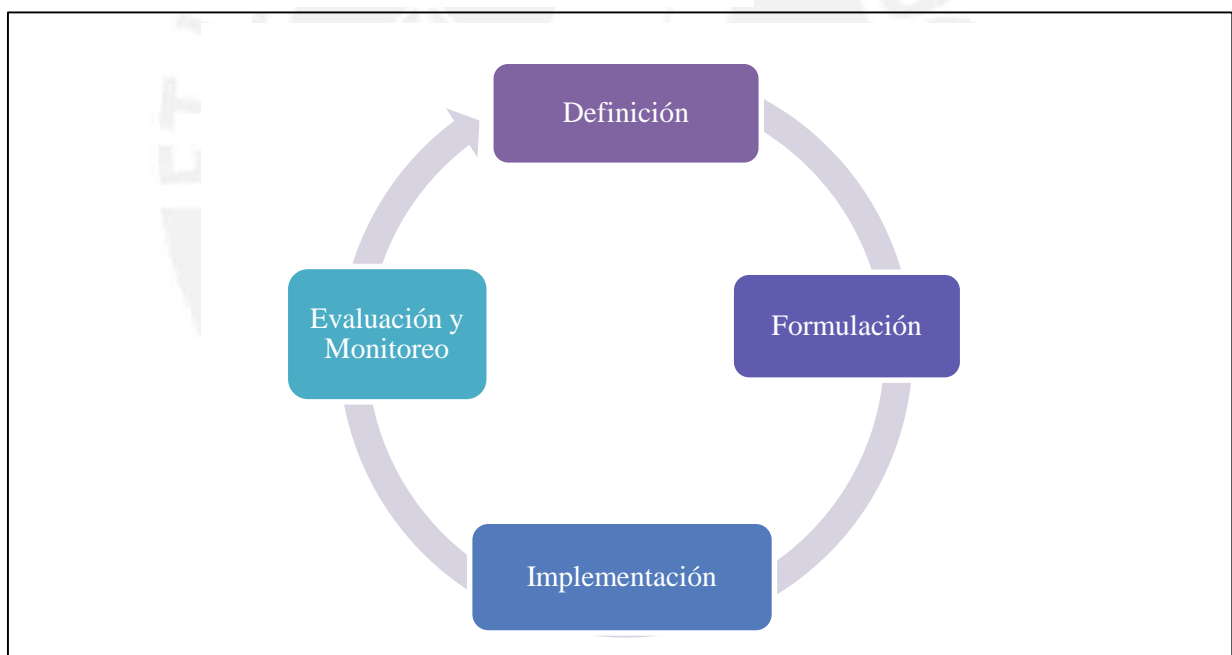 Definición
Formulación
Implementación
Evaluación y
Monitoreo